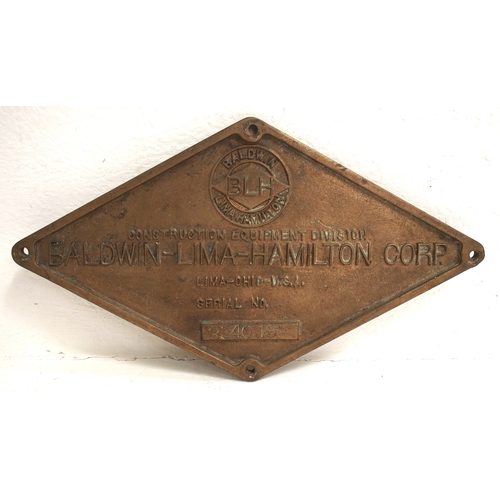 BALDWIN
BLH
LIMA-HAMILTON
CONSTRUCTION EQUIPMENT DIVISION
BALDWIN-LIMA-HAMILTON CORP.
LIMA-OHIO-U.S.A.
SERIAL NO.